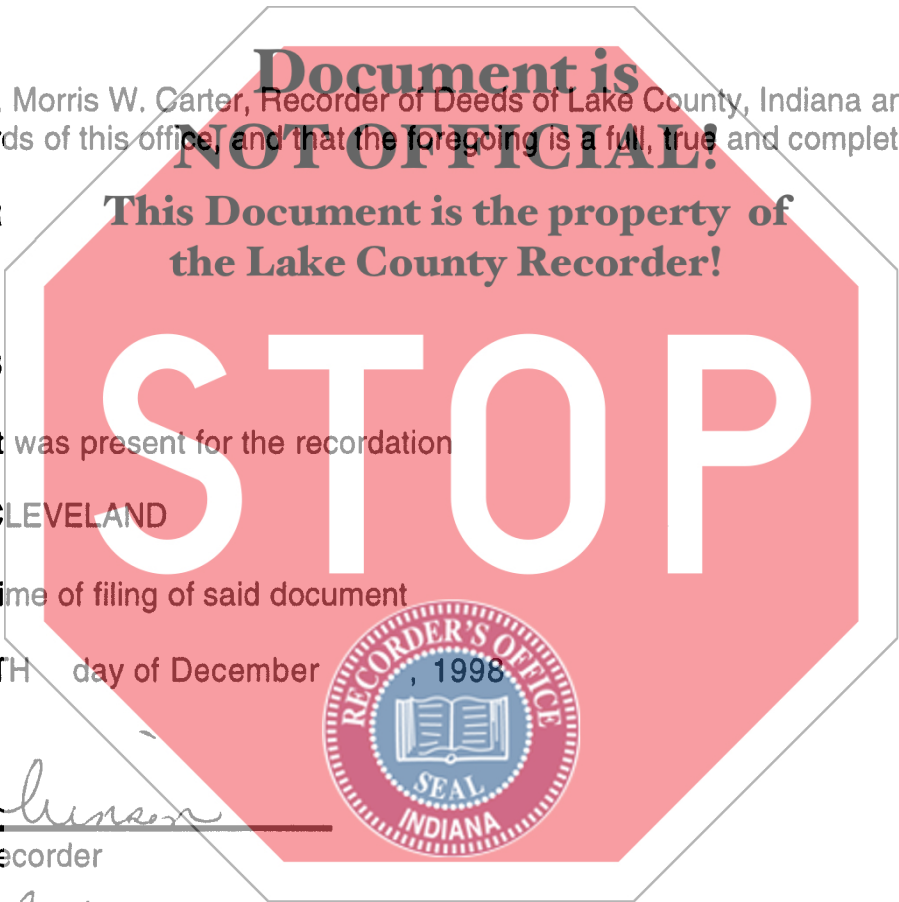 Document is
. Morris W. Carter, Recorder of Deeds of Lake County, Indiana ar
ds of this office, and that the foregoing is a full, true and complet
NOT OFFICIAL!
This Document is the property of
the Lake County Recorder!
STOP
t was present for the recordation
CLEVELAND
ime of filing of said document
TH day of December , 1998
RECORDER'S OFFICE
SEAL
INDIANA
ecorder